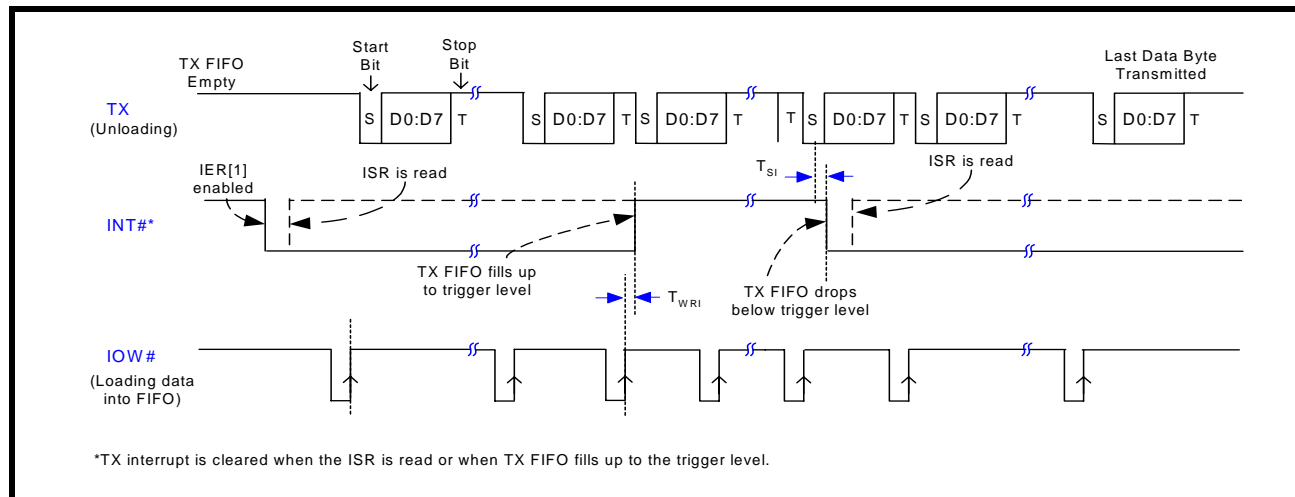 TX FIFO
Empty
Start
Bit
Stop
Bit
Last Data Byte
Transmitted
TX
(Unloading)
S D0:D7 T S D0:D7 T S D0:D7 T T S D0:D7 T S D0:D7 T S D0:D7 T
IER[1]
enabled
ISR is read
TSI
ISR is read
INT#*
TX FIFO fills up
to trigger level
TWRI
TX FIFO drops
below trigger level
IOW#
(Loading data
into FIFO)
*TX interrupt is cleared when the ISR is read or when TX FIFO fills up to the trigger level.